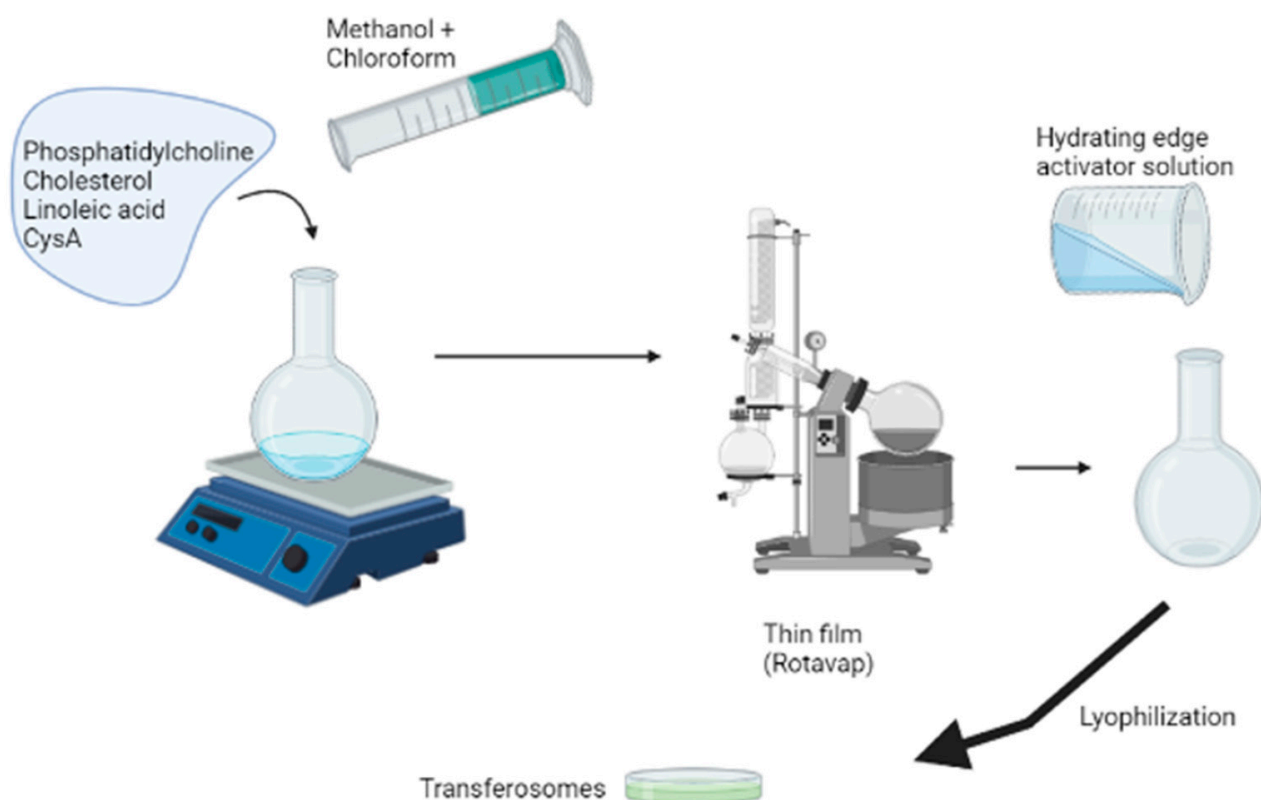 Methanol +
Chloroform
Phosphatidylcholine
Cholesterol
Linoleic acid
CysA
Hydrating edge
activator solution
Thin film
(Rotavap)
Lyophilization
Transferosomes